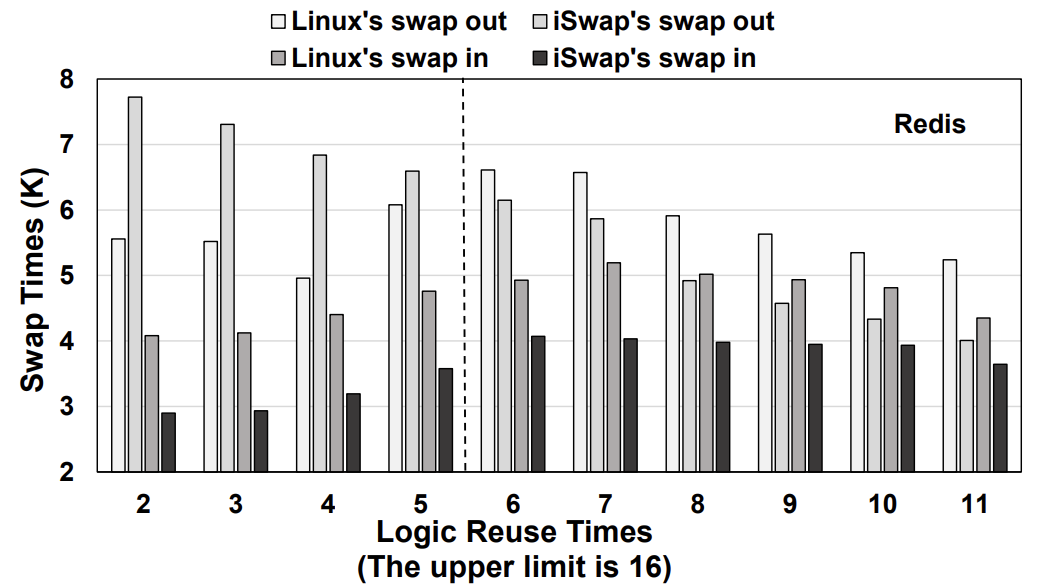 Linux's swap out iSwap's swap out
Linux's swap in iSwap's swap in
8
Redis
7
6
5
4
3
2
Swap Times (K)
2 3 4 5 6 7 8 9 10 11
Logic Reuse Times
(The upper limit is 16)